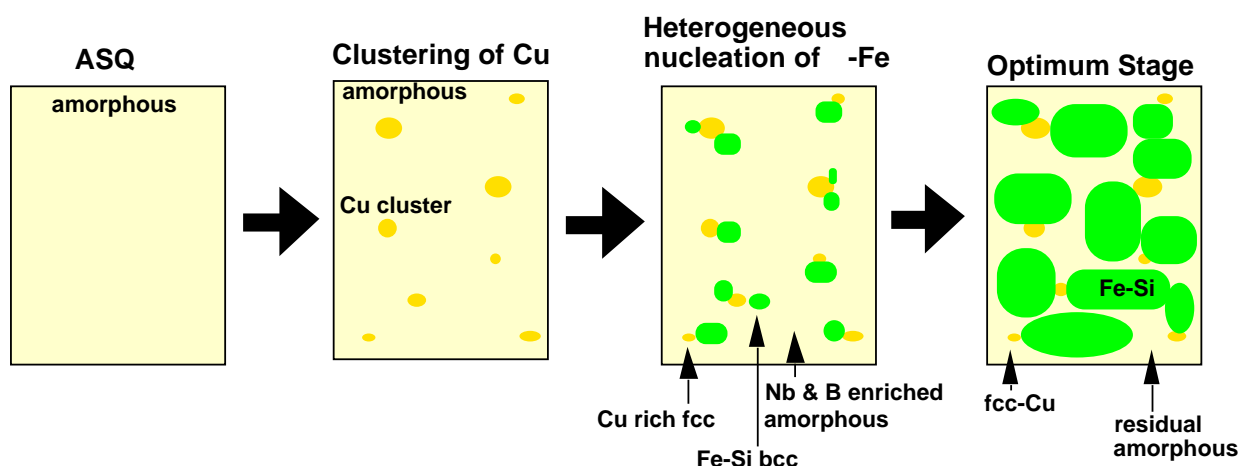 ASQ
amorphous
Clustering of Cu
amorphous
Cu cluster
Heterogeneous
nucleation of -Fe
Cu rich fcc
Fe-Si bcc
Nb & B enriched
amorphous
Optimum Stage
Fe-Si
fcc-Cu
residual
amorphous